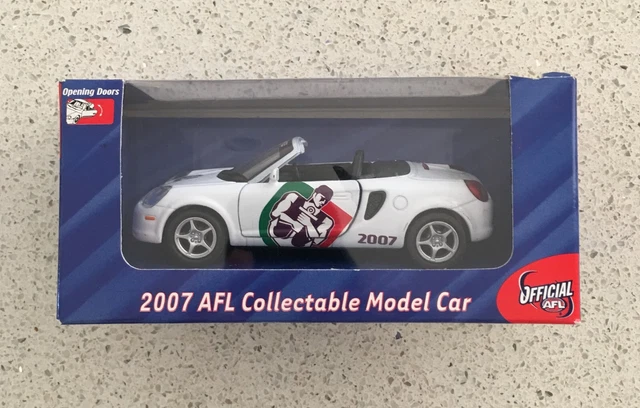 Opening Doors
2007
2007 AFL Collectable Model Car
OFFICIAL
AFL